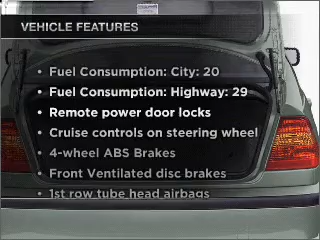 VEHICLE FEATURES
• Fuel Consumption: City: 20
• Fuel Consumption: Highway: 29
• Remote power door locks
• Cruise controls on steering wheel
• 4-wheel ABS Brakes
• Front Ventilated disc brakes
• 1st row tube head airbags